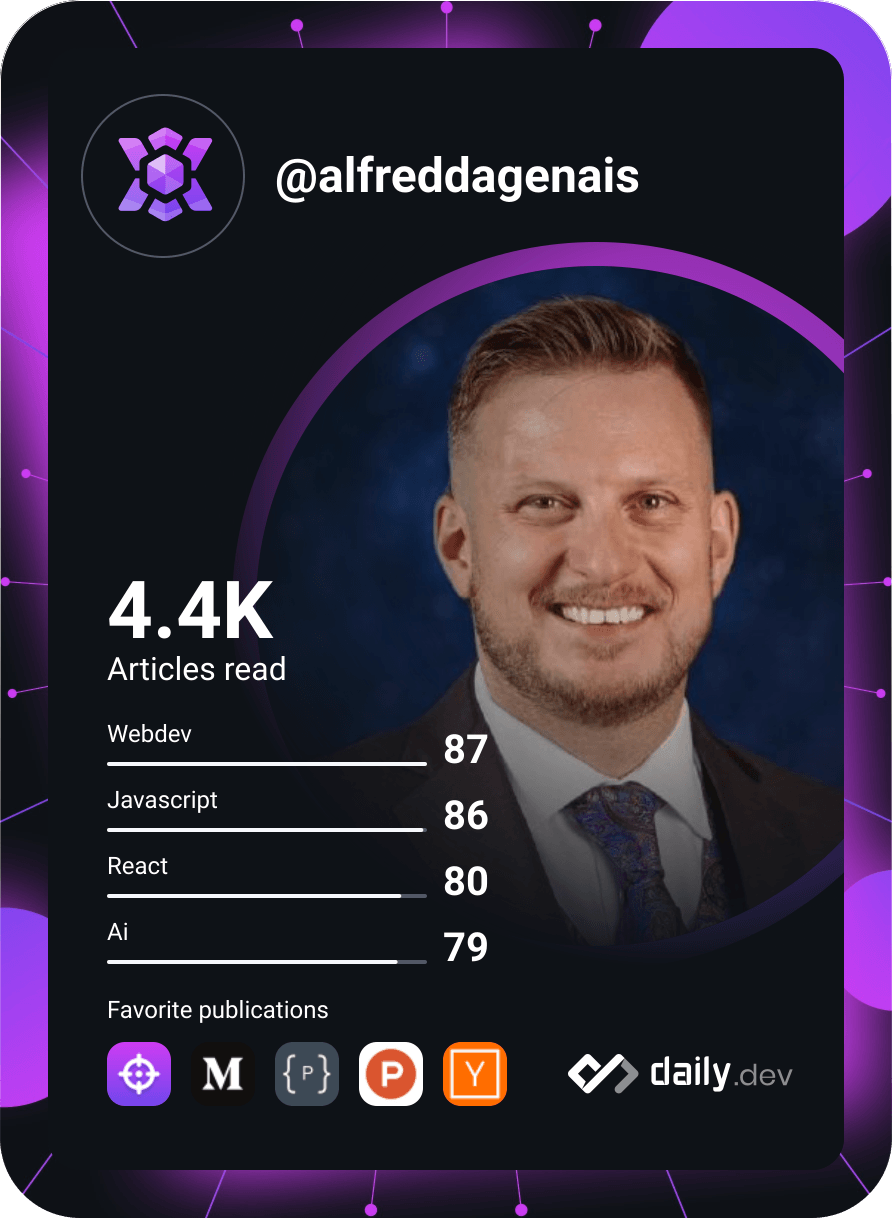 @alfreddagenais
4.4K
Articles read
Webdev
87
Javascript
86
React
80
Ai
79
Favorite publications
M
{P}
P
Y
daily.dev